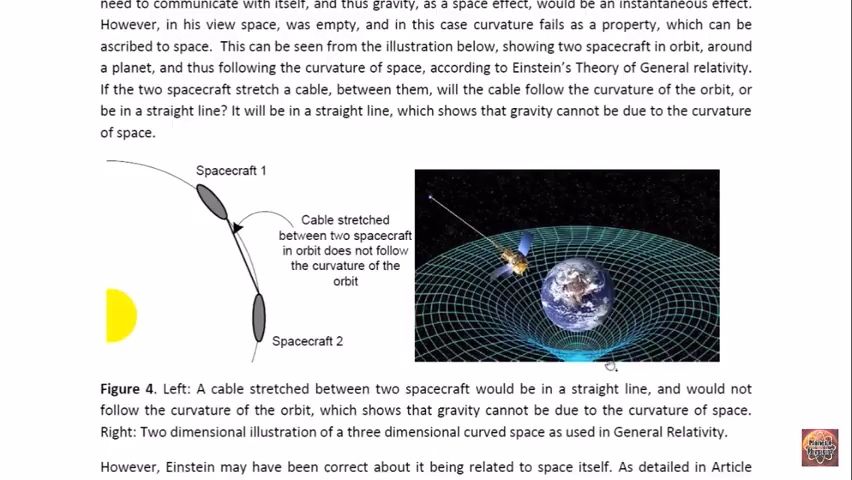 need to communicate with itself, and thus gravity, as a space effect, would be an instantaneous effect.
However, in his view space, was empty, and in this case curvature fails as a property, which can be
ascribed to space. This can be seen from the illustration below, showing two spacecraft in orbit, around
a planet, and thus following the curvature of space, according to Einstein's Theory of General relativity.
If the two spacecraft stretch a cable, between them, will the cable follow the curvature of the orbit, or
be in a straight line? It will be in a straight line, which shows that gravity cannot be due to the curvature
of space.
Spacecraft 1
Cable stretched
between two spacecraft
in orbit does not follow
the curvature of the
orbit
Spacecraft 2
Figure 4. Left: A cable stretched between two spacecraft would be in a straight line, and would not
follow the curvature of the orbit, which shows that gravity cannot be due to the curvature of space.
Right: Two dimensional illustration of a three dimensional curved space as used in General Relativity.
However, Einstein may have been correct about it being related to space itself. As detailed in Article